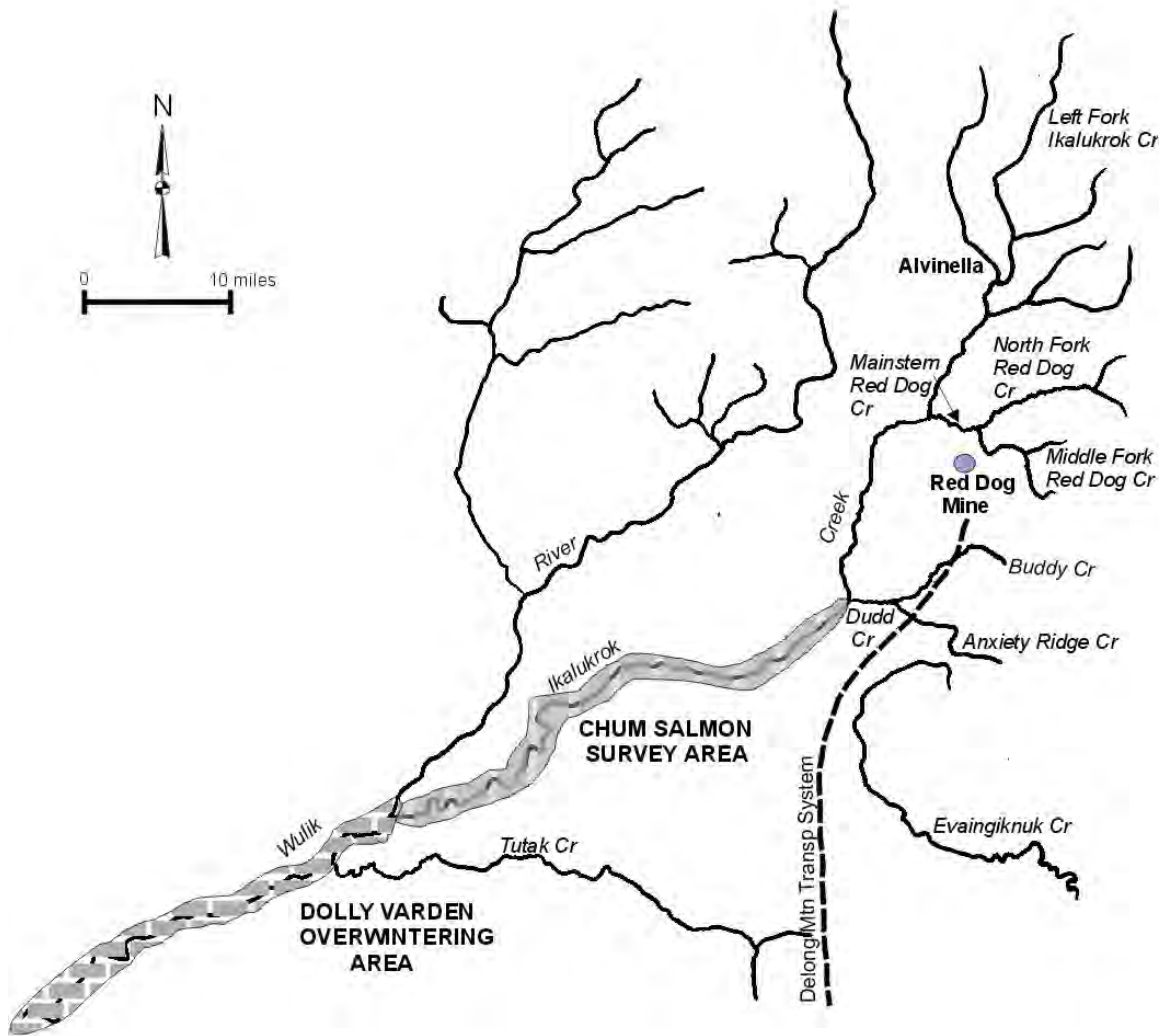 N
0 10 miles
Left Fork
Ikalukrok Cr
Alvinella
Mainstem
Red Dog
Cr
North Fork
Red Dog
Cr
Middle Fork
Red Dog Cr
Red Dog
Mine
Creek
River
Buddy Cr
Dudd
Cr
Anxiety Ridge Cr
Ikalukrok
CHUM SALMON
SURVEY AREA
Evaingiknuk Cr
Wulik
Tutak Cr
Delong Mtn Transp System
DOLLY VARDEN
OVERWINTERING
AREA